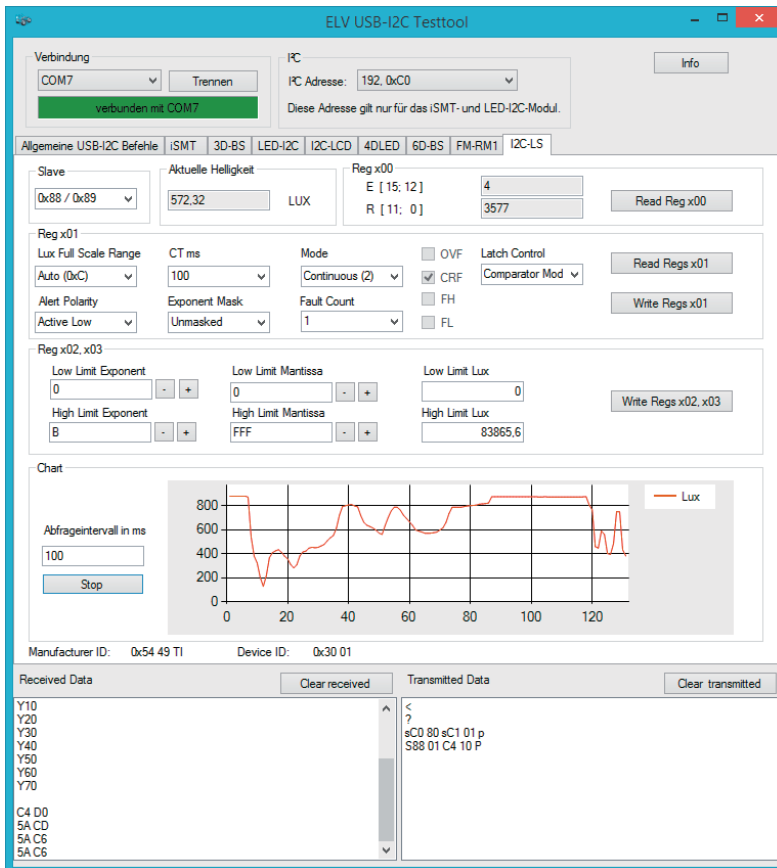 ELV USB-I2C Testtool
Verbindung
COM7 Trennen
verbunden mit COM7
I²C
I²C Adresse: 192, 0xC0
Diese Adresse gilt nur für das iSMT- und LED-I2C-Modul.
Info
Allgemeine USB-I2C Befehle iSMT 3D-BS LED-I2C I2C-LCD 4DLED 6D-BS FM-RM1 I2C-LS
Slave
0x88 / 0x89
Aktuelle Helligkeit
572,32 LUX
Reg x00
E [ 15; 12 ] 4
R [ 11; 0 ] 3577
Read Reg x00
Reg x01
Lux Full Scale Range CT ms Mode OVF Latch Control
Auto (0xC) 100 Continuous (2) CRF Comparator Mod Read Regs x01
Alert Polarity Exponent Mask Fault Count FH Write Regs x01
Active Low Unmasked 1 FL
Reg x02, x03
Low Limit Exponent Low Limit Mantissa Low Limit Lux
0 - + 0 - + 0
High Limit Exponent High Limit Mantissa High Limit Lux Write Regs x02, x03
B - + FFF - + 83865,6
Chart
Abfrageintervall in ms
100
Stop
800
600
400
200
0
0 20 40 60 80 100 120
Lux
Manufacturer ID: 0x54 49 TI Device ID: 0x30 01
Received Data Clear received
Y10
Y20
Y30
Y40
Y50
Y60
Y70
C4 D0
5A CD
5A C6
5A C6
Transmitted Data Clear transmitted
<
?
sC0 80 sC1 01 p
S88 01 C4 10 P